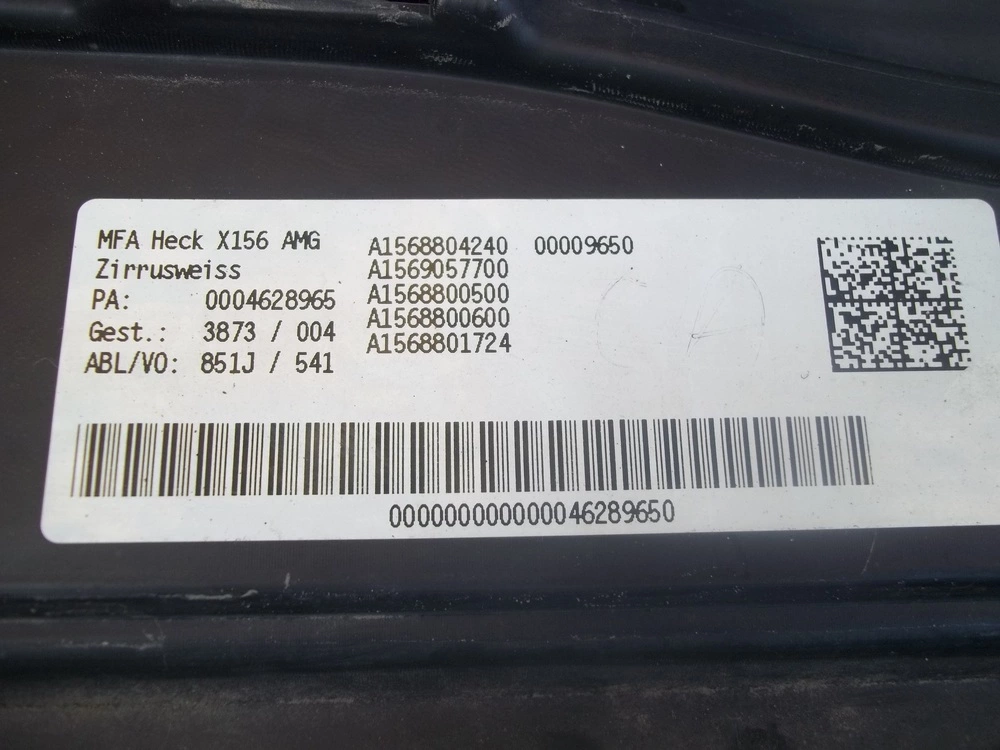 MFA Heck X156 AMG
Zirrusweiss
PA: 0004628965
Gest.: 3873 / 004
ABL/VO: 851J / 541
A1568804240 00009650
A1569057700
A1568800500
A1568800600
A1568801724
00000000000046289650